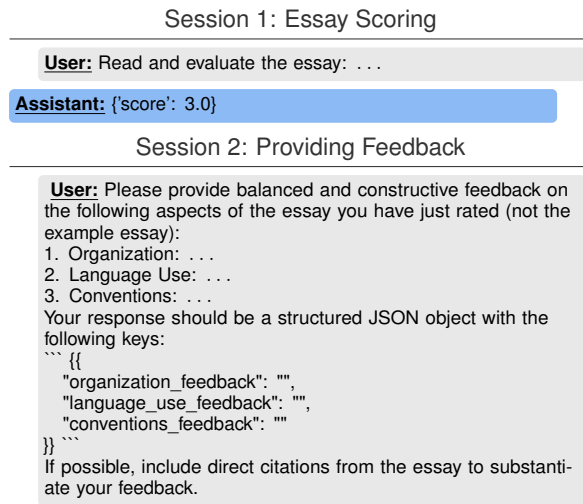 Session 1: Essay Scoring
User: Read and evaluate the essay: . . .
Assistant: {'score': 3.0}
Session 2: Providing Feedback
User: Please provide balanced and constructive feedback on
the following aspects of the essay you have just rated (not the
example essay):
1. Organization: . . .
2. Language Use: . . .
3. Conventions: . . .
Your response should be a structured JSON object with the
following keys:
``` {{
"organization_feedback": "",
"language_use_feedback": "",
"conventions_feedback": ""
}} ```
If possible, include direct citations from the essay to substanti-
ate your feedback.